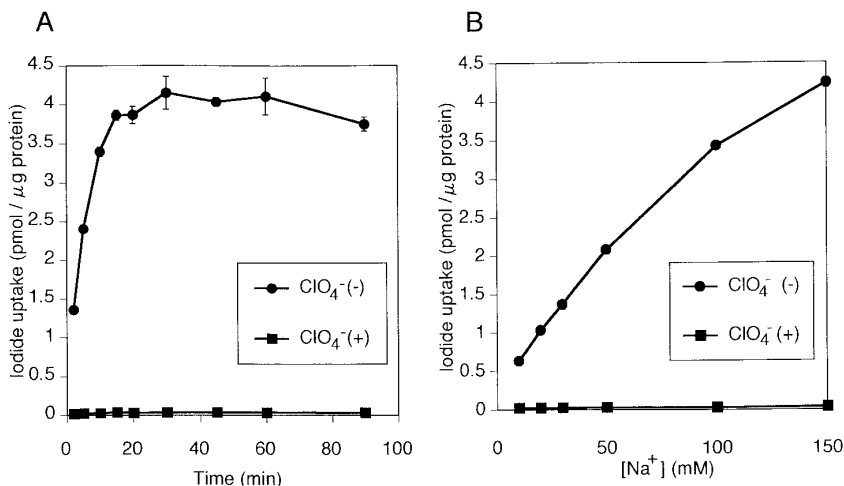 A
Iodide uptake (pmol / µg protein)
4.5
4
3.5
3
2.5
2
1.5
1
0.5
0
ClO₄⁻ (-)
ClO₄⁻ (+)
0 20 40 60 80 100
Time (min)
B
Iodide uptake (pmol / µg protein)
4.5
4
3.5
3
2.5
2
1.5
1
0.5
0
ClO₄⁻ (-)
ClO₄⁻ (+)
0 50 100 150
[Na⁺] (mM)